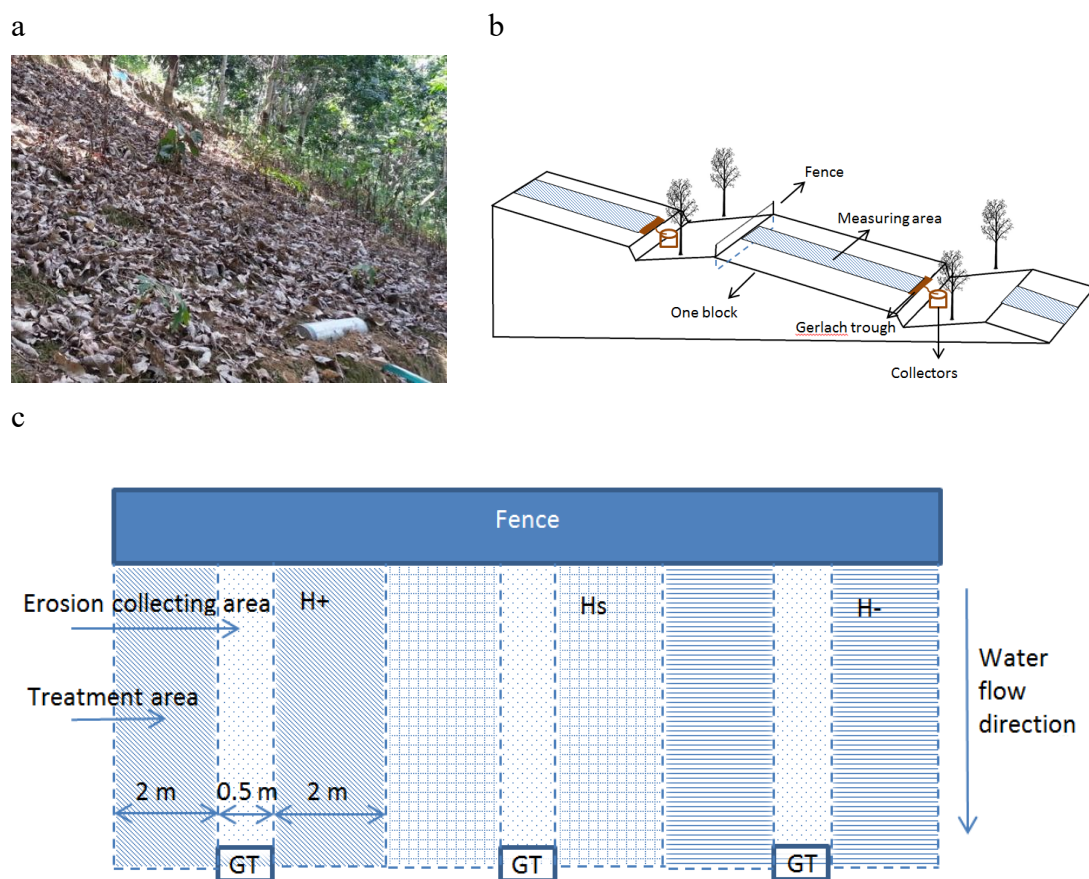 a
b
Fence
Measuring area
One block
Gerlach trough
Collectors
c
Fence
Erosion collecting area
H+
Hs
H-
Treatment area
Water
flow
direction
2 m
0.5 m
2 m
GT
GT
GT